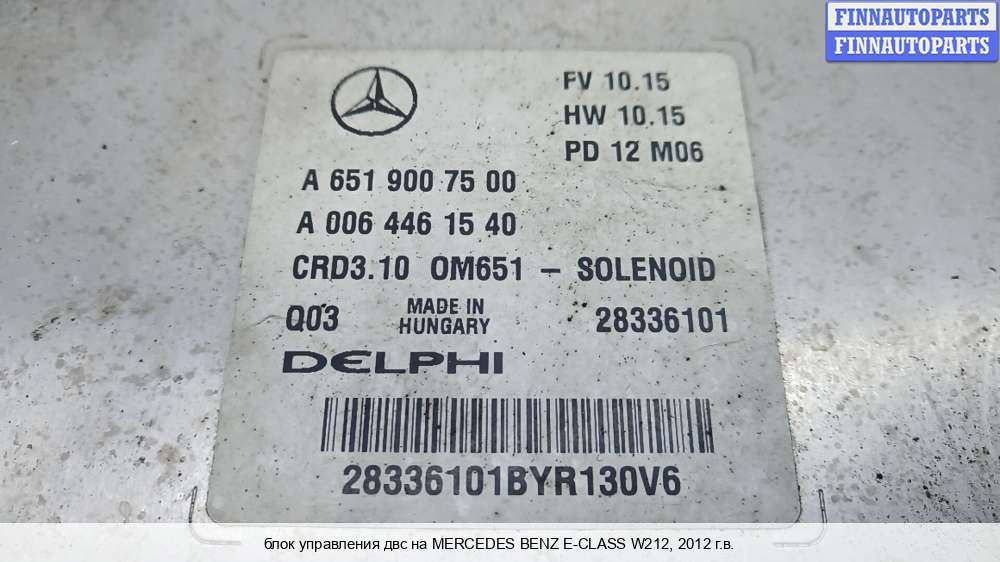 FINNAUTOPARTS
FINNAUTOPARTS
FV 10.15
HW 10.15
PD 12 M06
A 651 900 75 00
A 006 446 15 40
CRD3.10 OM651 – SOLENOID
Q03 MADE IN HUNGARY 28336101
DELPHI
28336101BYR130V6
блок управления двс на MERCEDES BENZ E-CLASS W212, 2012 г.в.